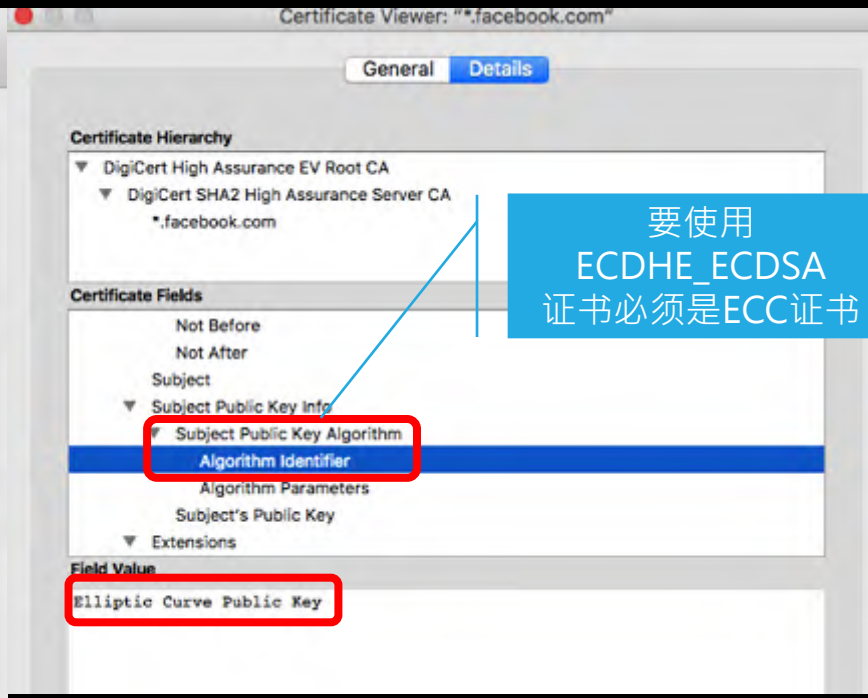 Certificate Viewer: "*.facebook.com"
General Details
Certificate Hierarchy
DigiCert High Assurance EV Root CA
DigiCert SHA2 High Assurance Server CA
*.facebook.com
要使用
ECDHE_ECDSA
证书必须是ECC证书
Certificate Fields
Not Before
Not After
Subject
Subject Public Key Info
Subject Public Key Algorithm
Algorithm Identifier
Algorithm Parameters
Subject's Public Key
Extensions
Field Value
Elliptic Curve Public Key